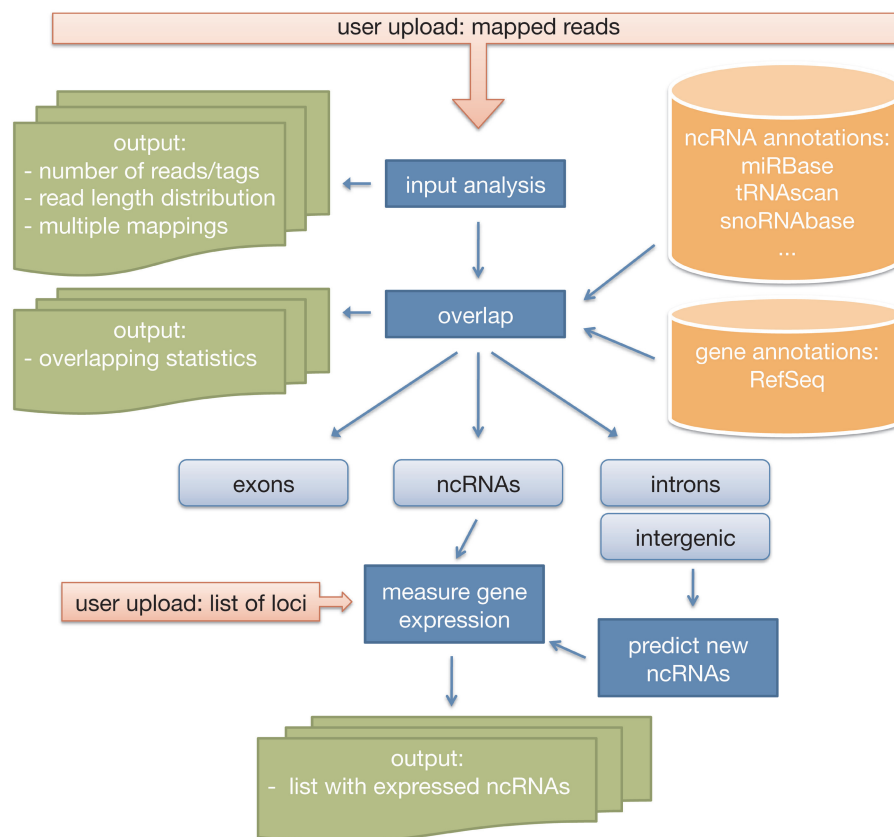 user upload: mapped reads
output:
- number of reads/tags
- read length distribution
- multiple mappings
input analysis
ncRNA annotations:
miRBase
tRNAscan
snoRNAbase
...
output:
- overlapping statistics
overlap
gene annotations:
RefSeq
exons
ncRNAs
introns
intergenic
user upload: list of loci
measure gene
expression
predict new
ncRNAs
output:
- list with expressed ncRNAs